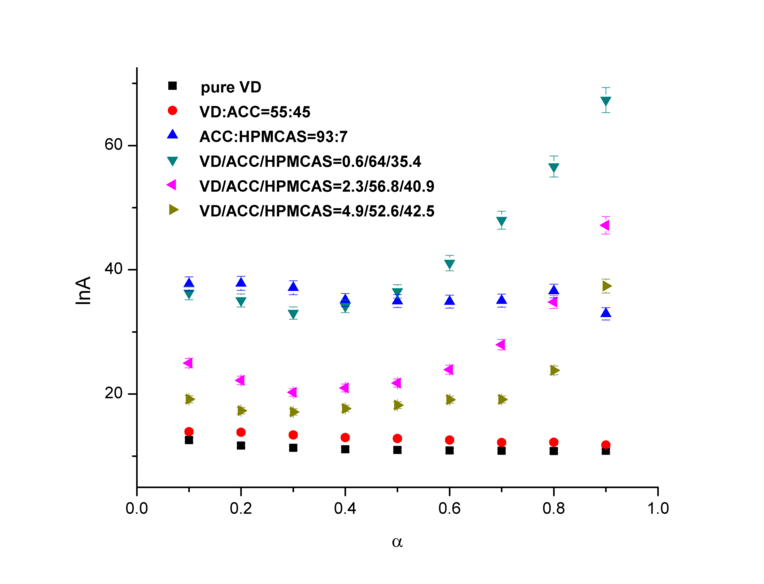 pure VD
VD:ACC=55:45
ACC:HPMCAS=93:7
VD/ACC/HPMCAS=0.6/64/35.4
VD/ACC/HPMCAS=2.3/56.8/40.9
VD/ACC/HPMCAS=4.9/52.6/42.5
60
40
20
lnA
0.0 0.2 0.4 0.6 0.8 1.0
α